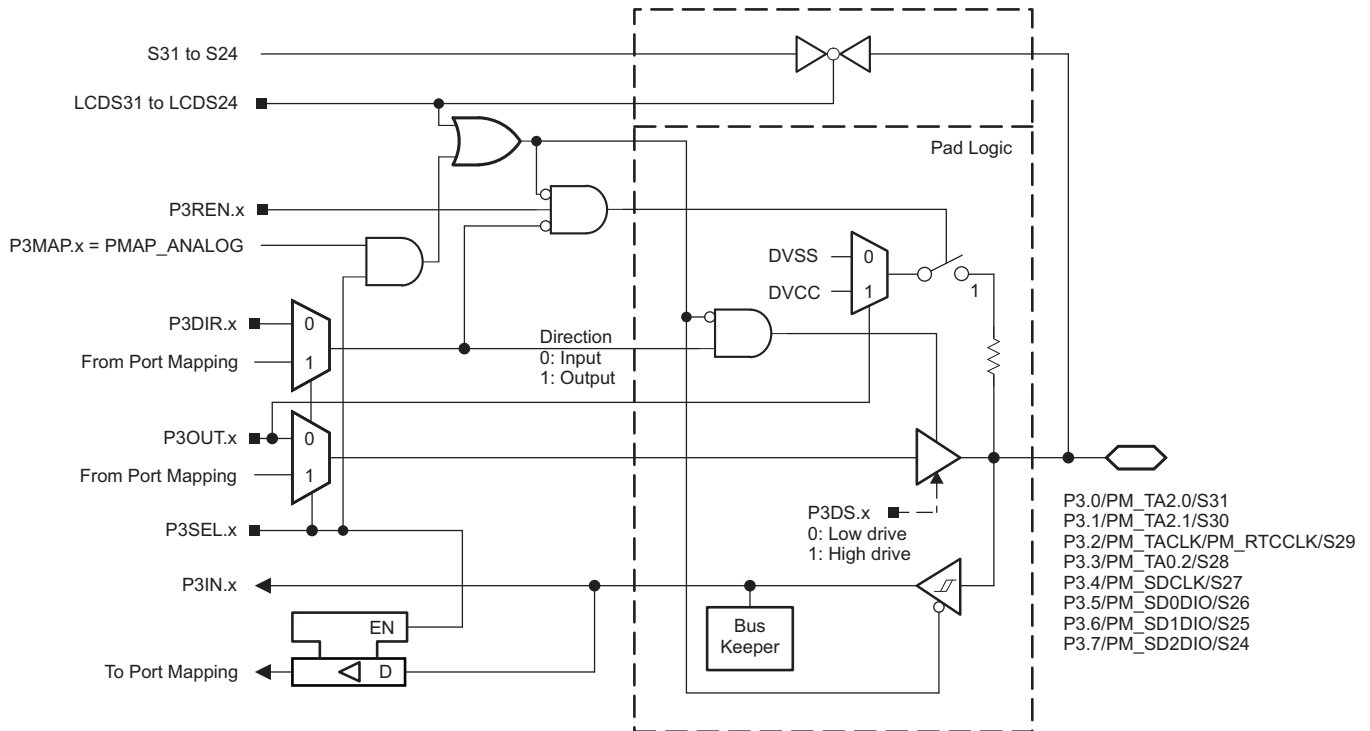 S31 to S24
LCDS31 to LCDS24
Pad Logic
P3REN.x
P3MAP.x = PMAP_ANALOG
DVSS
0
DVCC
1
1
P3DIR.x
0
From Port Mapping
1
Direction
0: Input
1: Output
P3OUT.x
0
From Port Mapping
1
P3SEL.x
P3DS.x
0: Low drive
1: High drive
P3.0/PM_TA2.0/S31
P3.1/PM_TA2.1/S30
P3.2/PM_TACLK/PM_RTCCLK/S29
P3.3/PM_TA0.2/S28
P3.4/PM_SDCLK/S27
P3.5/PM_SD0DIO/S26
P3.6/PM_SD1DIO/S25
P3.7/PM_SD2DIO/S24
P3IN.x
EN
Bus
Keeper
To Port Mapping
D